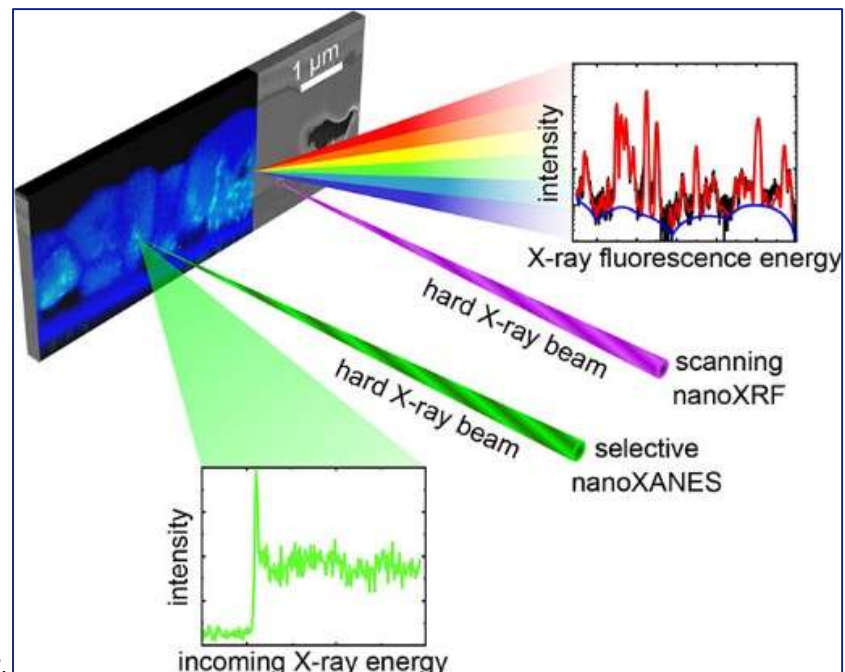 1 µm
intensity
X-ray fluorescence energy
hard X-ray beam
scanning
nanoXRF
hard X-ray beam
selective
nanoXANES
intensity
incoming X-ray energy